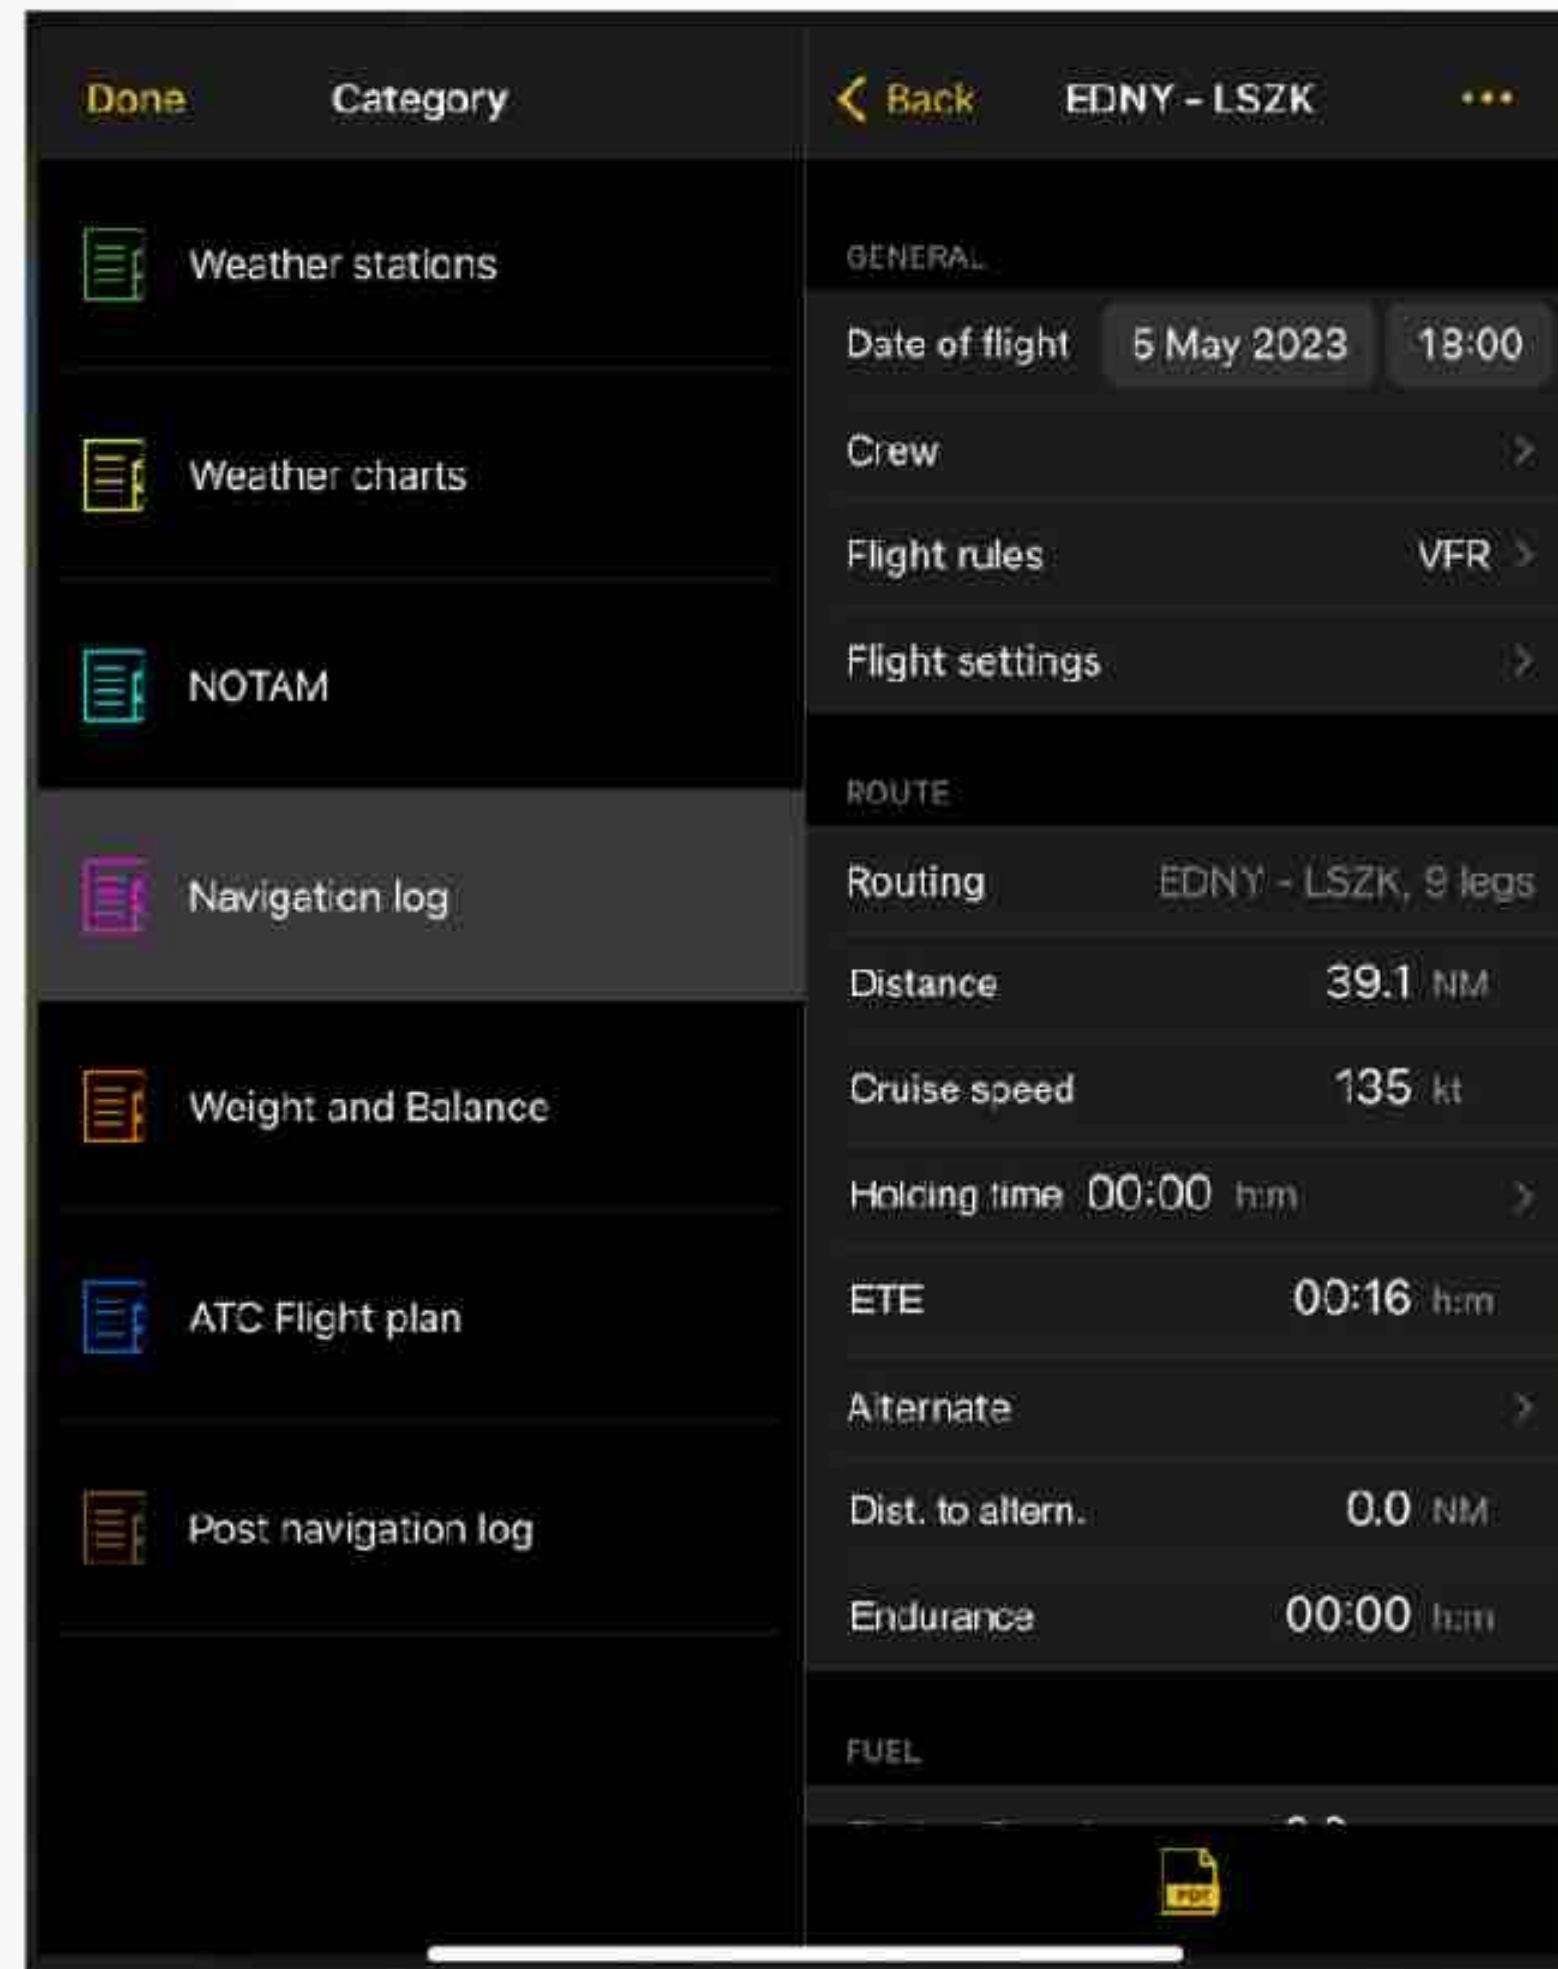 Done
Category
Weather stations
Weather charts
NOTAM
Navigation log
Weight and Balance
ATC Flight plan
Post navigation log
Back
EDNY - LSZK
GENERAL
Date of flight 5 May 2023 18:00
Crew
Flight rules VFR
Flight settings
ROUTE
Routing EDNY - LSZK, 9 legs
Distance 39.1 NM
Cruise speed 135 kt
Holding time 00:00 h:m
ETE 00:16 h:m
Alternate
Dist. to altern. 0.0 NM
Endurance 00:00 h:m
FUEL
PDF